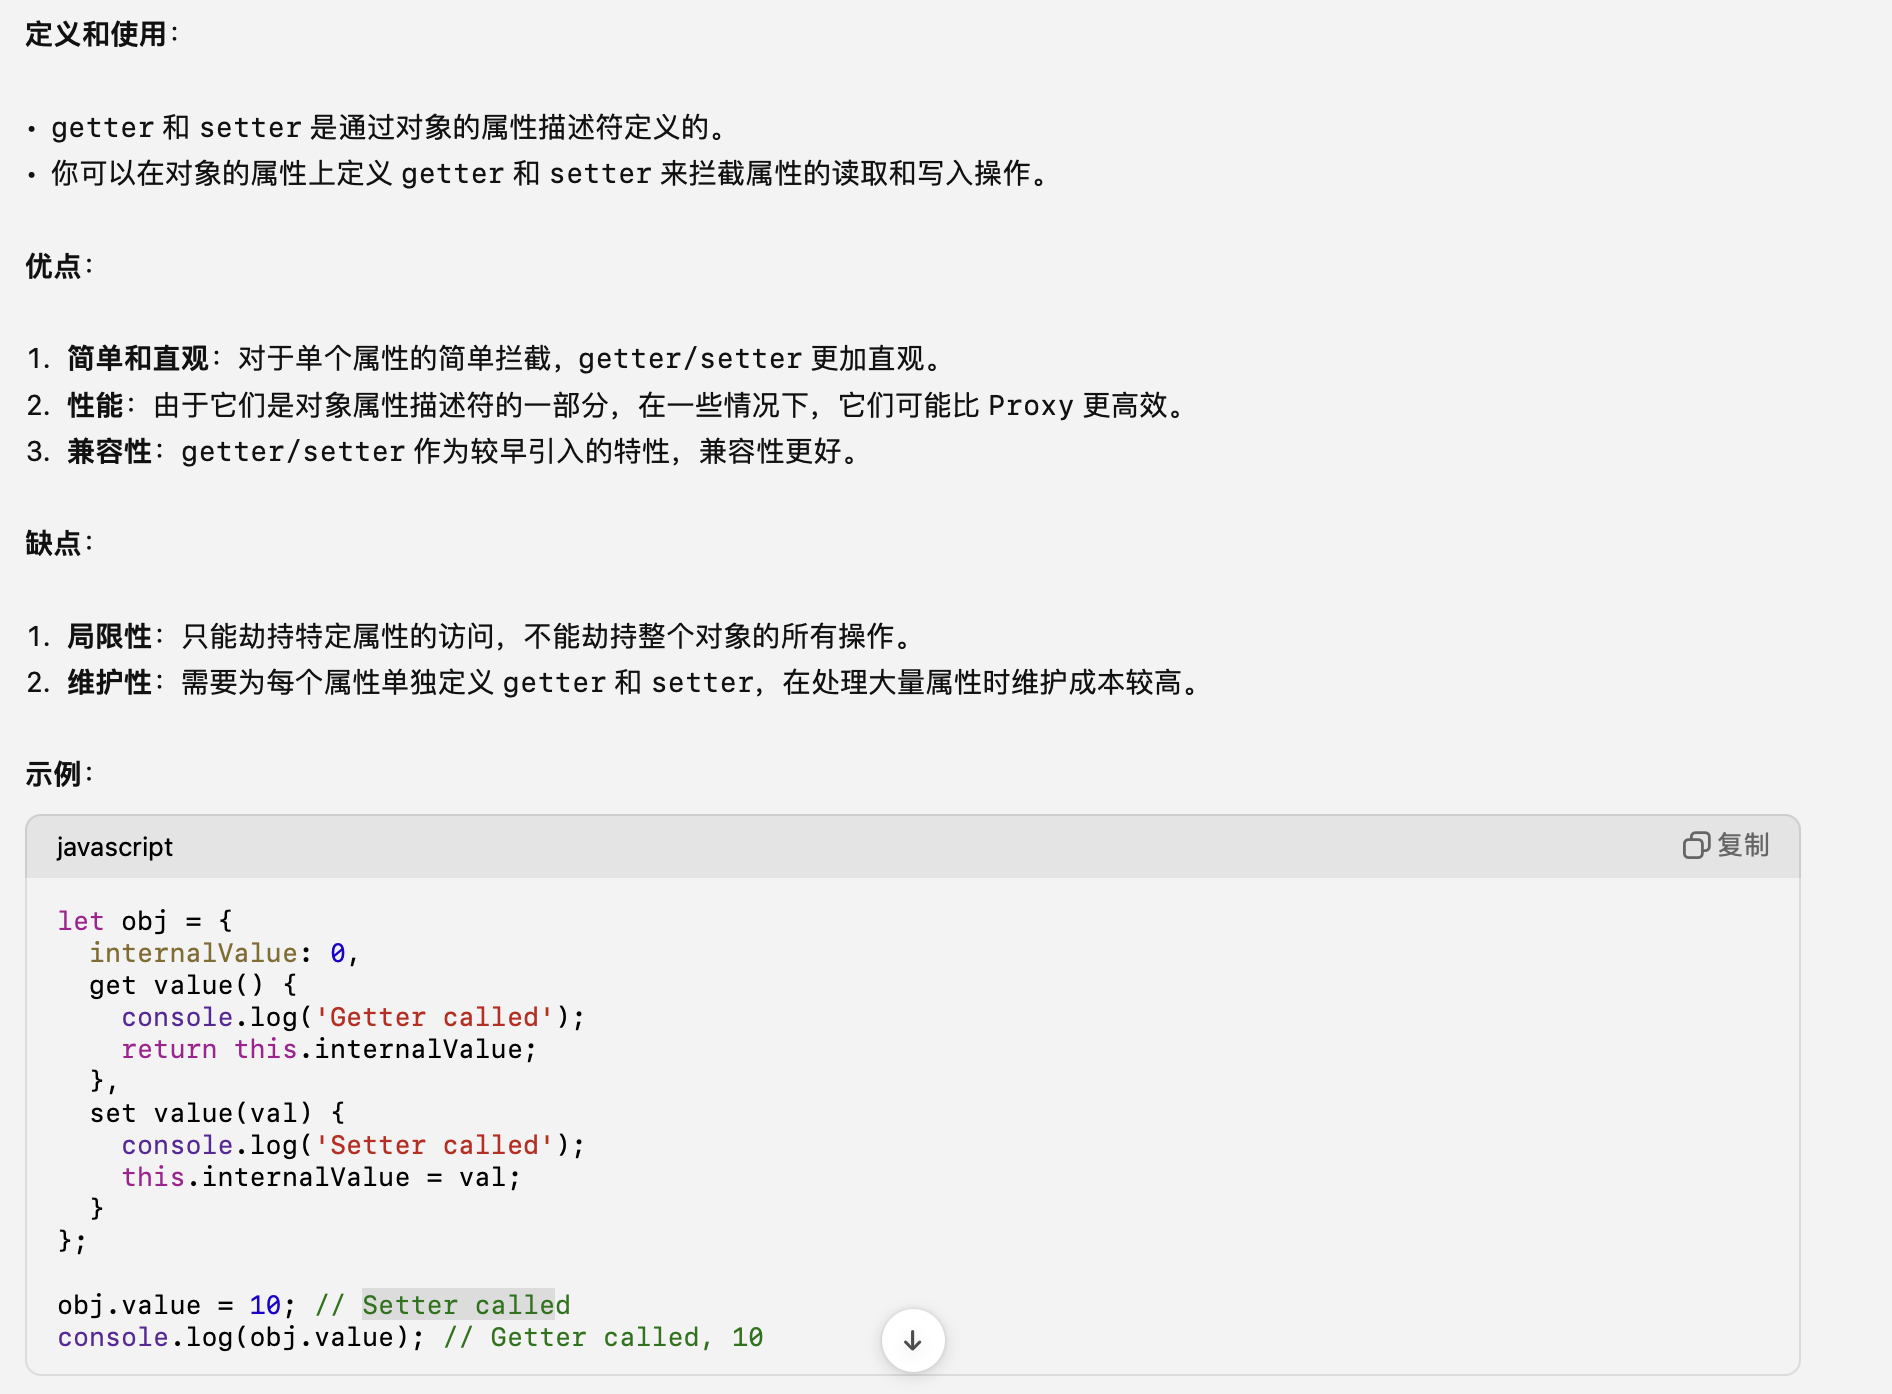 定义和使用：
• getter 和 setter 是通过对象的属性描述符定义的。
• 你可以在对象的属性上定义 getter 和 setter 来拦截属性的读取和写入操作。
优点：
1. 简单和直观：对于单个属性的简单拦截，getter/setter 更加直观。
2. 性能：由于它们是对象属性描述符的一部分，在一些情况下，它们可能比 Proxy 更高效。
3. 兼容性：getter/setter 作为较早引入的特性，兼容性更好。
缺点：
1. 局限性：只能劫持特定属性的访问，不能劫持整个对象的所有操作。
2. 维护性：需要为每个属性单独定义 getter 和 setter，在处理大量属性时维护成本较高。
示例：
javascript 复制
let obj = {
  internalValue: 0,
  get value() {
    console.log('Getter called');
    return this.internalValue;
  },
  set value(val) {
    console.log('Setter called');
    this.internalValue = val;
  }
};
obj.value = 10; // Setter called
console.log(obj.value); // Getter called, 10